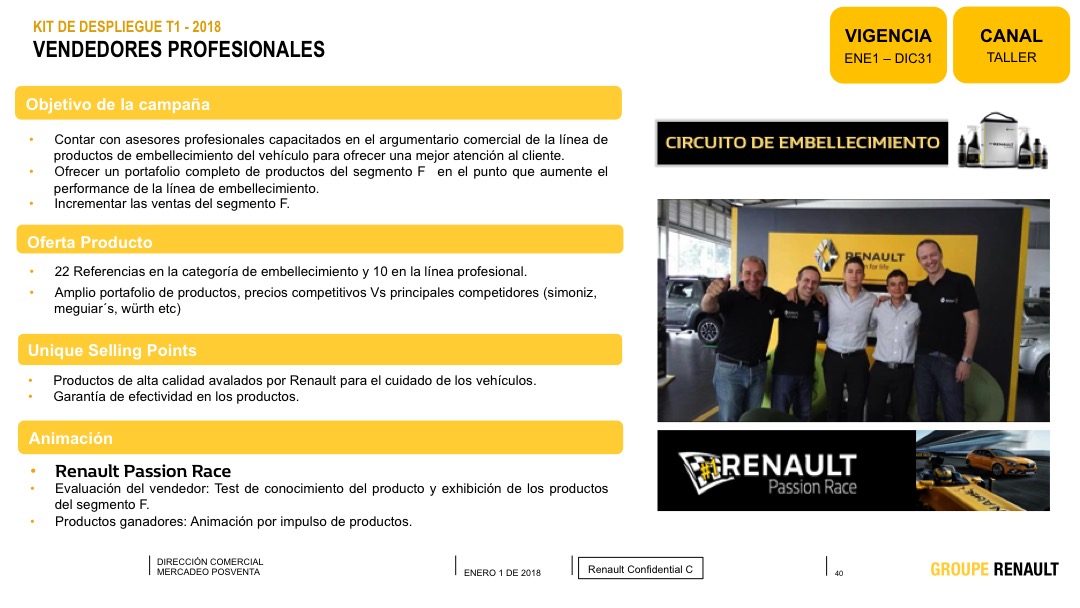 KIT DE DESPLIEGUE T1 - 2018
VENDEDORES PROFESIONALES
VIGENCIA
ENE1 – DIC31
CANAL
TALLER
Objetivo de la campaña
• Contar con asesores profesionales capacitados en el argumentario comercial de la línea de
productos de embellecimiento del vehículo para ofrecer una mejor atención al cliente.
• Ofrecer un portafolio completo de productos del segmento F en el punto que aumente el
performance de la línea de embellecimiento.
• Incrementar las ventas del segmento F.
Oferta Producto
• 22 Referencias en la categoría de embellecimiento y 10 en la línea profesional.
• Amplio portafolio de productos, precios competitivos Vs principales competidores (simoniz,
meguiar´s, würth etc)
Unique Selling Points
• Productos de alta calidad avalados por Renault para el cuidado de los vehículos.
• Garantía de efectividad en los productos.
Animación
• Renault Passion Race
• Evaluación del vendedor: Test de conocimiento del producto y exhibición de los productos
del segmento F.
• Productos ganadores: Animación por impulso de productos.
CIRCUITO DE EMBELLECIMIENTO
RENAULT
n for life
#1 RENAULT
Passion Race
DIRECCIÓN COMERCIAL
MERCADEO POSVENTA
ENERO 1 DE 2018
Renault Confidential C
40
GROUPE RENAULT